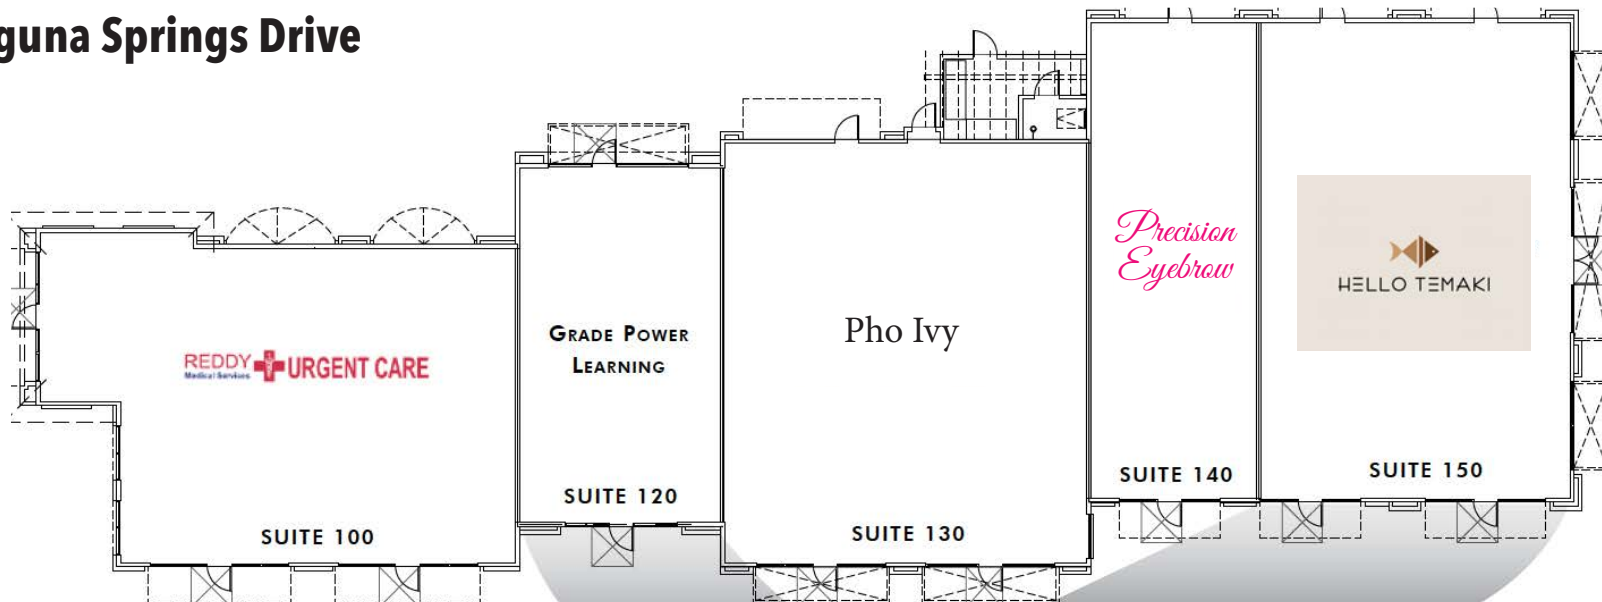 guna Springs Drive
REDDY
Medical Services
URGENT CARE
SUITE 100
GRADE POWER
LEARNING
SUITE 120
Pho Ivy
SUITE 130
Precision
Eyebrow
SUITE 140
HELLO TEMAKI
SUITE 150